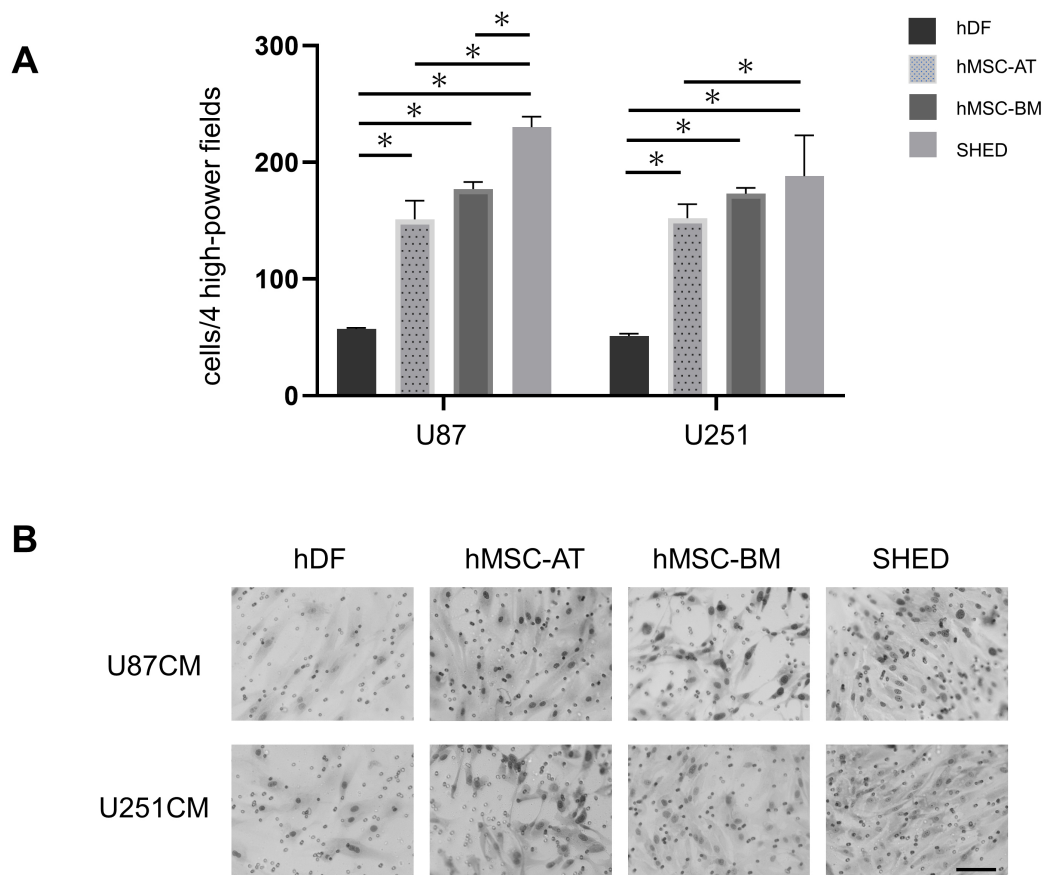 A
cells/4 high-power fields
300
200
100
0
*
*
*
*
*
*
*
*
*
U87
U251
hDF
hMSC-AT
hMSC-BM
SHED
B
hDF
hMSC-AT
hMSC-BM
SHED
U87CM
U251CM